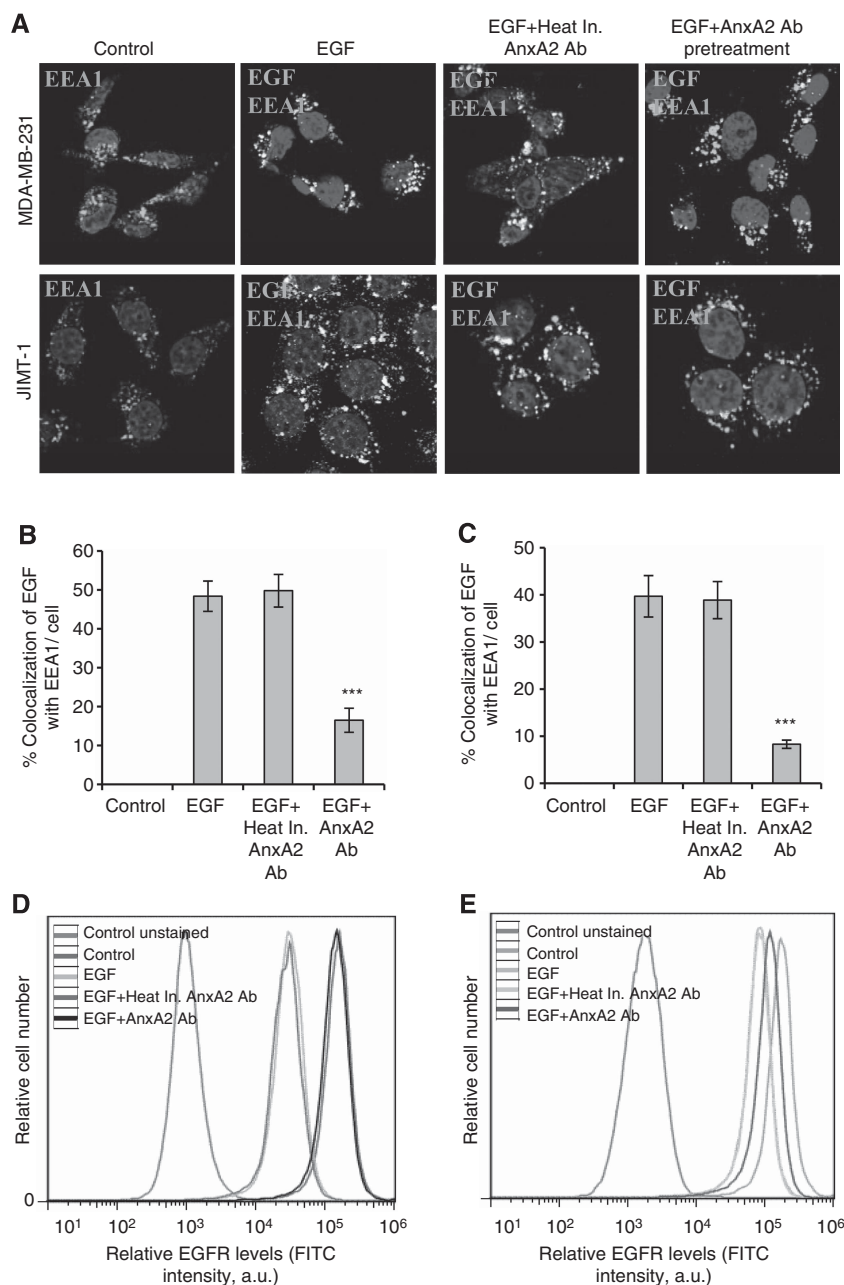 A
Control
EGF
EGF+Heat In.
AnxA2 Ab
EGF+AnxA2 Ab
pretreatment
MDA-MB-231
EEA1
EGF
EEA1
EGF
EEA1
EGF
EEA1
JIMT-1
EEA1
EGF
EEA1
EGF
EEA1
EGF
EEA1
B
% Colocalization of EGF
with EEA1/ cell
60
50
40
30
20
10
0
***
Control
EGF
EGF+
Heat In.
AnxA2
Ab
EGF+
AnxA2
Ab
C
% Colocalization of EGF
with EEA1/ cell
50
40
30
20
10
0
***
Control
EGF
EGF+
Heat In.
AnxA2
Ab
EGF+
AnxA2
Ab
D
Relative cell number
Control unstained
Control
EGF
EGF+Heat In. AnxA2 Ab
EGF+AnxA2 Ab
0
10¹ 10² 10³ 10⁴ 10⁵ 10⁶
Relative EGFR levels (FITC
intensity, a.u.)
E
Relative cell number
Control unstained
Control
EGF
EGF+Heat In. AnxA2 Ab
EGF+AnxA2 Ab
10¹ 10² 10³ 10⁴ 10⁵ 10⁶
Relative EGFR levels (FITC
intensity, a.u.)